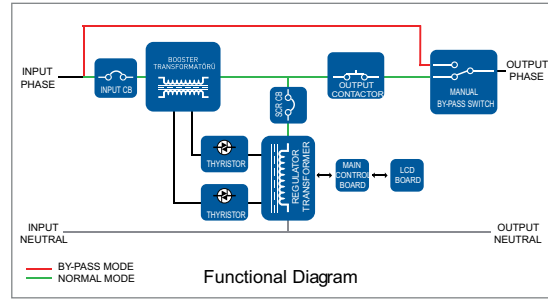 INPUT
PHASE
INPUT CB
BOOSTER
TRANSFORMATÖRÜ
SCR CB
OUTPUT
CONTACTOR
MANUAL
BY-PASS SWITCH
OUTPUT
PHASE
THYRISTOR
THYRISTOR
REGULATOR
TRANSFORMER
MAIN
CONTROL
BOARD
LCD
BOARD
INPUT
NEUTRAL
OUTPUT
NEUTRAL
BY-PASS MODE
NORMAL MODE
Functional Diagram